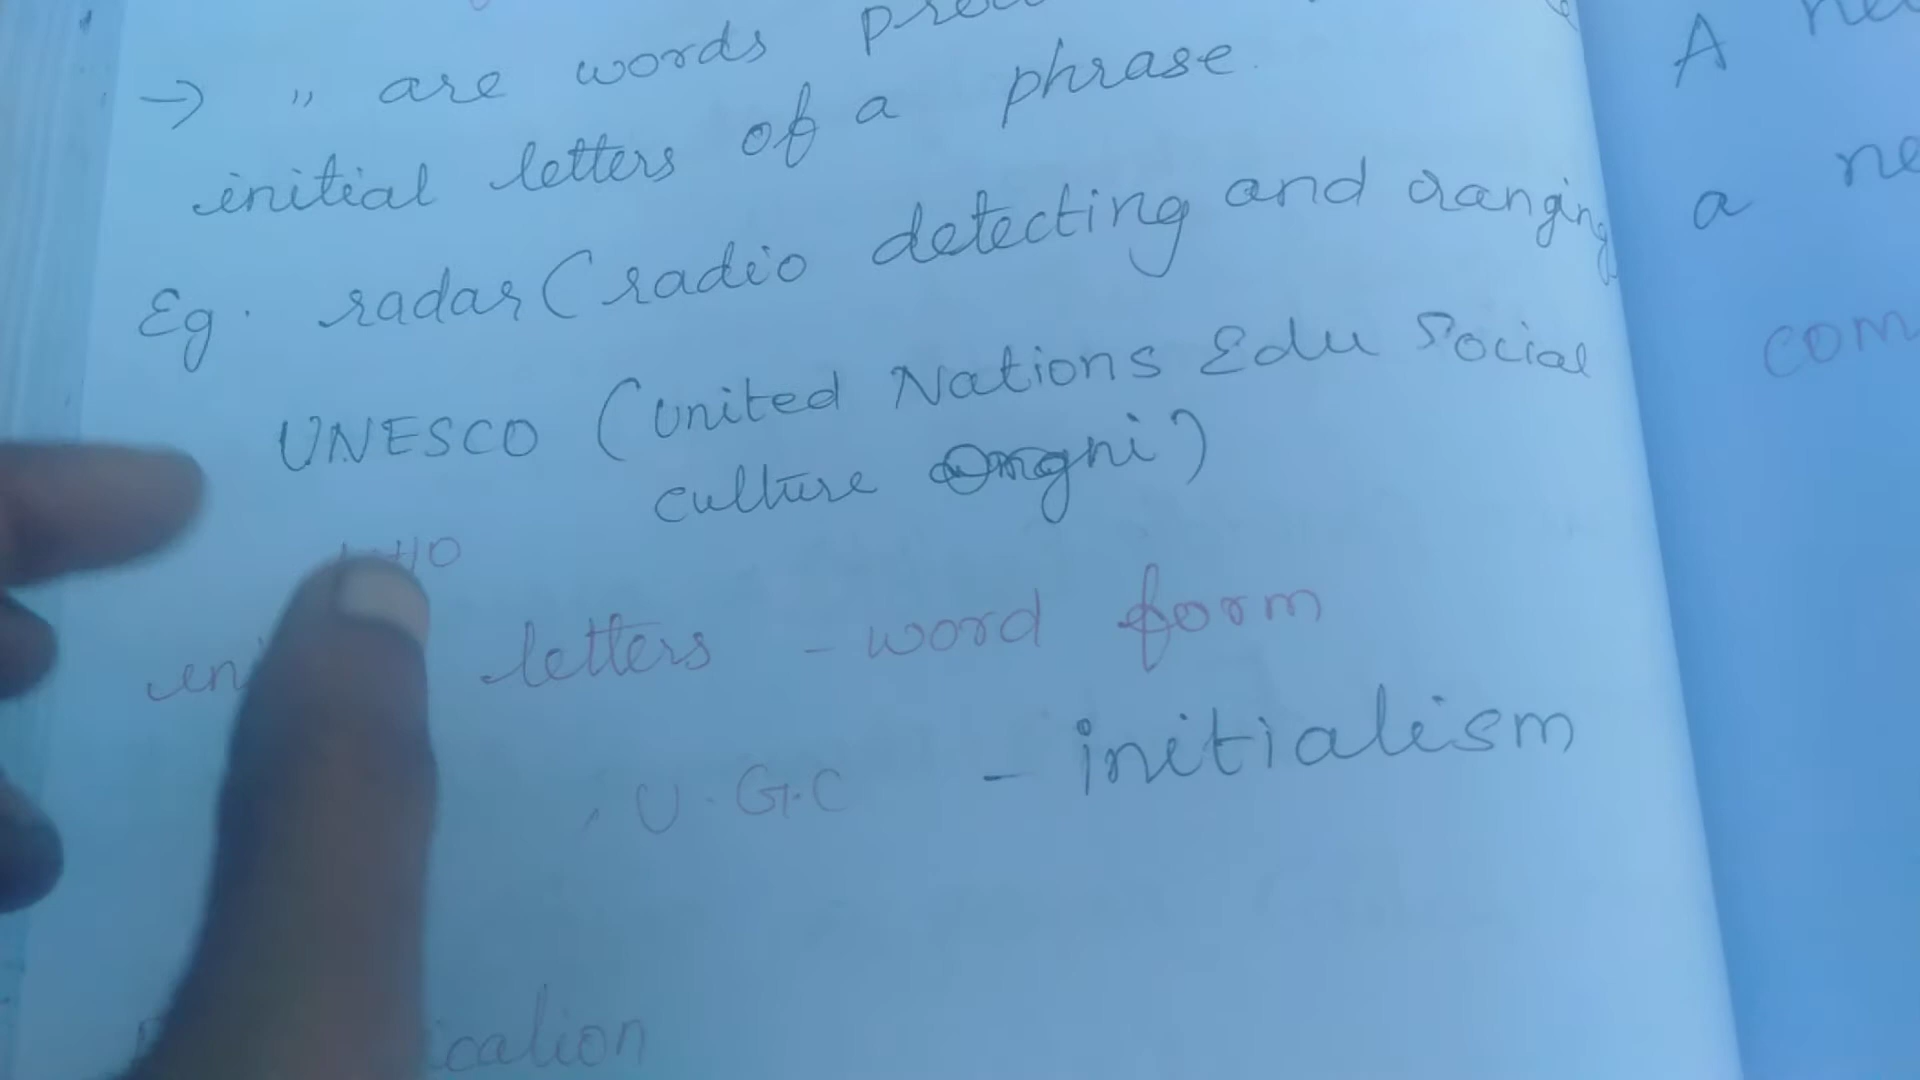 → " are words
initial letters of a phrase.
Eg. radar (radio detecting and ranging
UNESCO (United Nations Edu Social
culture Orgni)
letters - word form
U.G.C - initialism
A
a